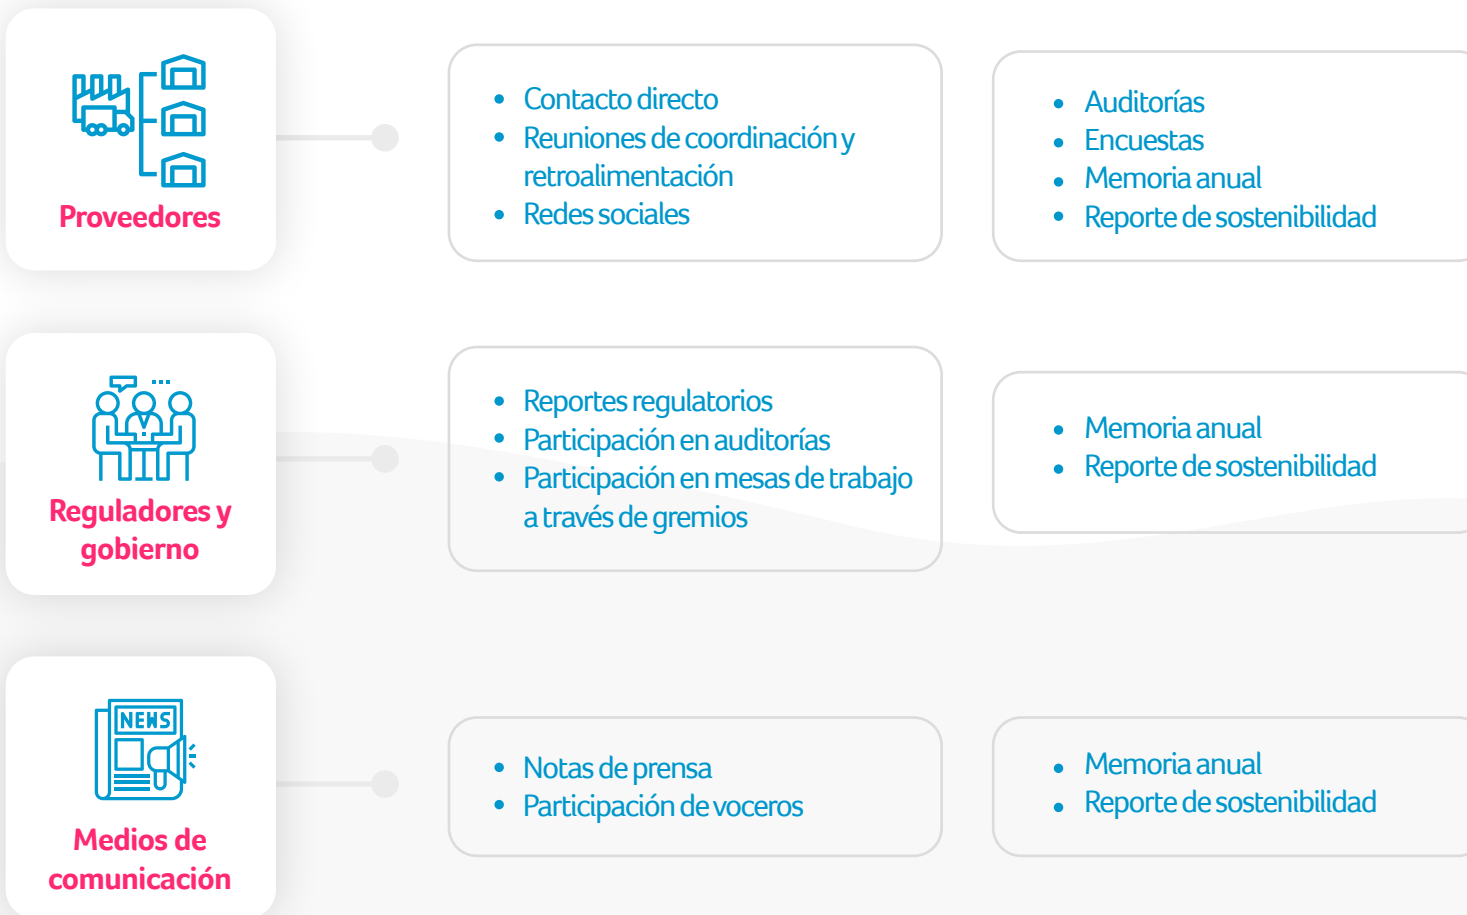 Proveedores
Contacto directo
Reuniones de coordinación y
retroalimentación
Redes sociales
Auditorías
Encuestas
Memoria anual
Reporte de sostenibilidad
Reguladores y
gobierno
Reportes regulatorios
Participación en auditorías
Participación en mesas de trabajo
a través de gremios
Memoria anual
Reporte de sostenibilidad
NEWS
Medios de
comunicación
Notas de prensa
Participación de voceros
Memoria anual
Reporte de sostenibilidad